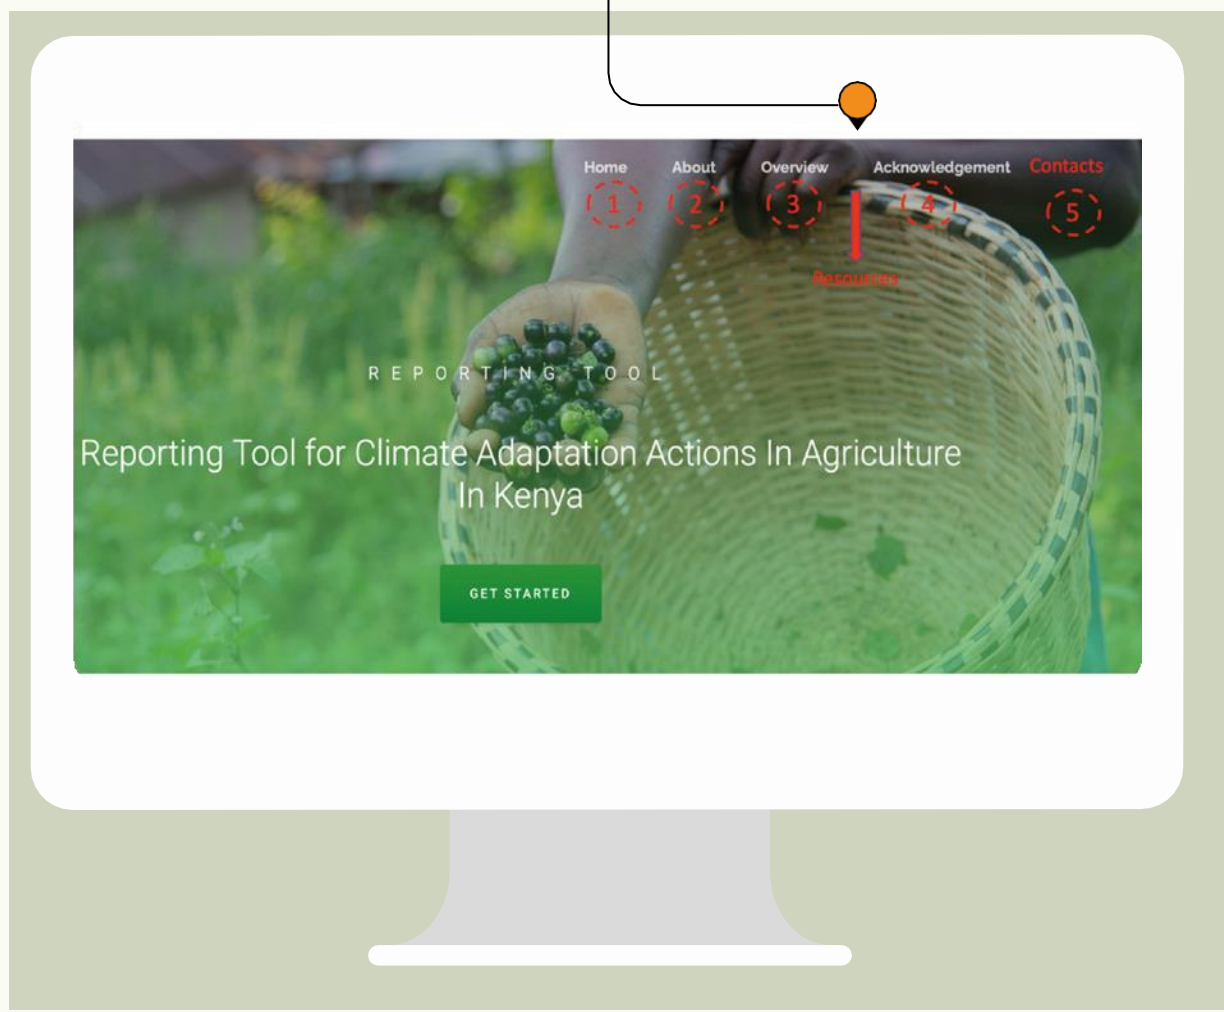 Home About Overview Acknowledgement Contacts
1 2 3 4 5
Resources
REPORTING TOOL
Reporting Tool for Climate Adaptation Actions In Agriculture
In Kenya
GET STARTED